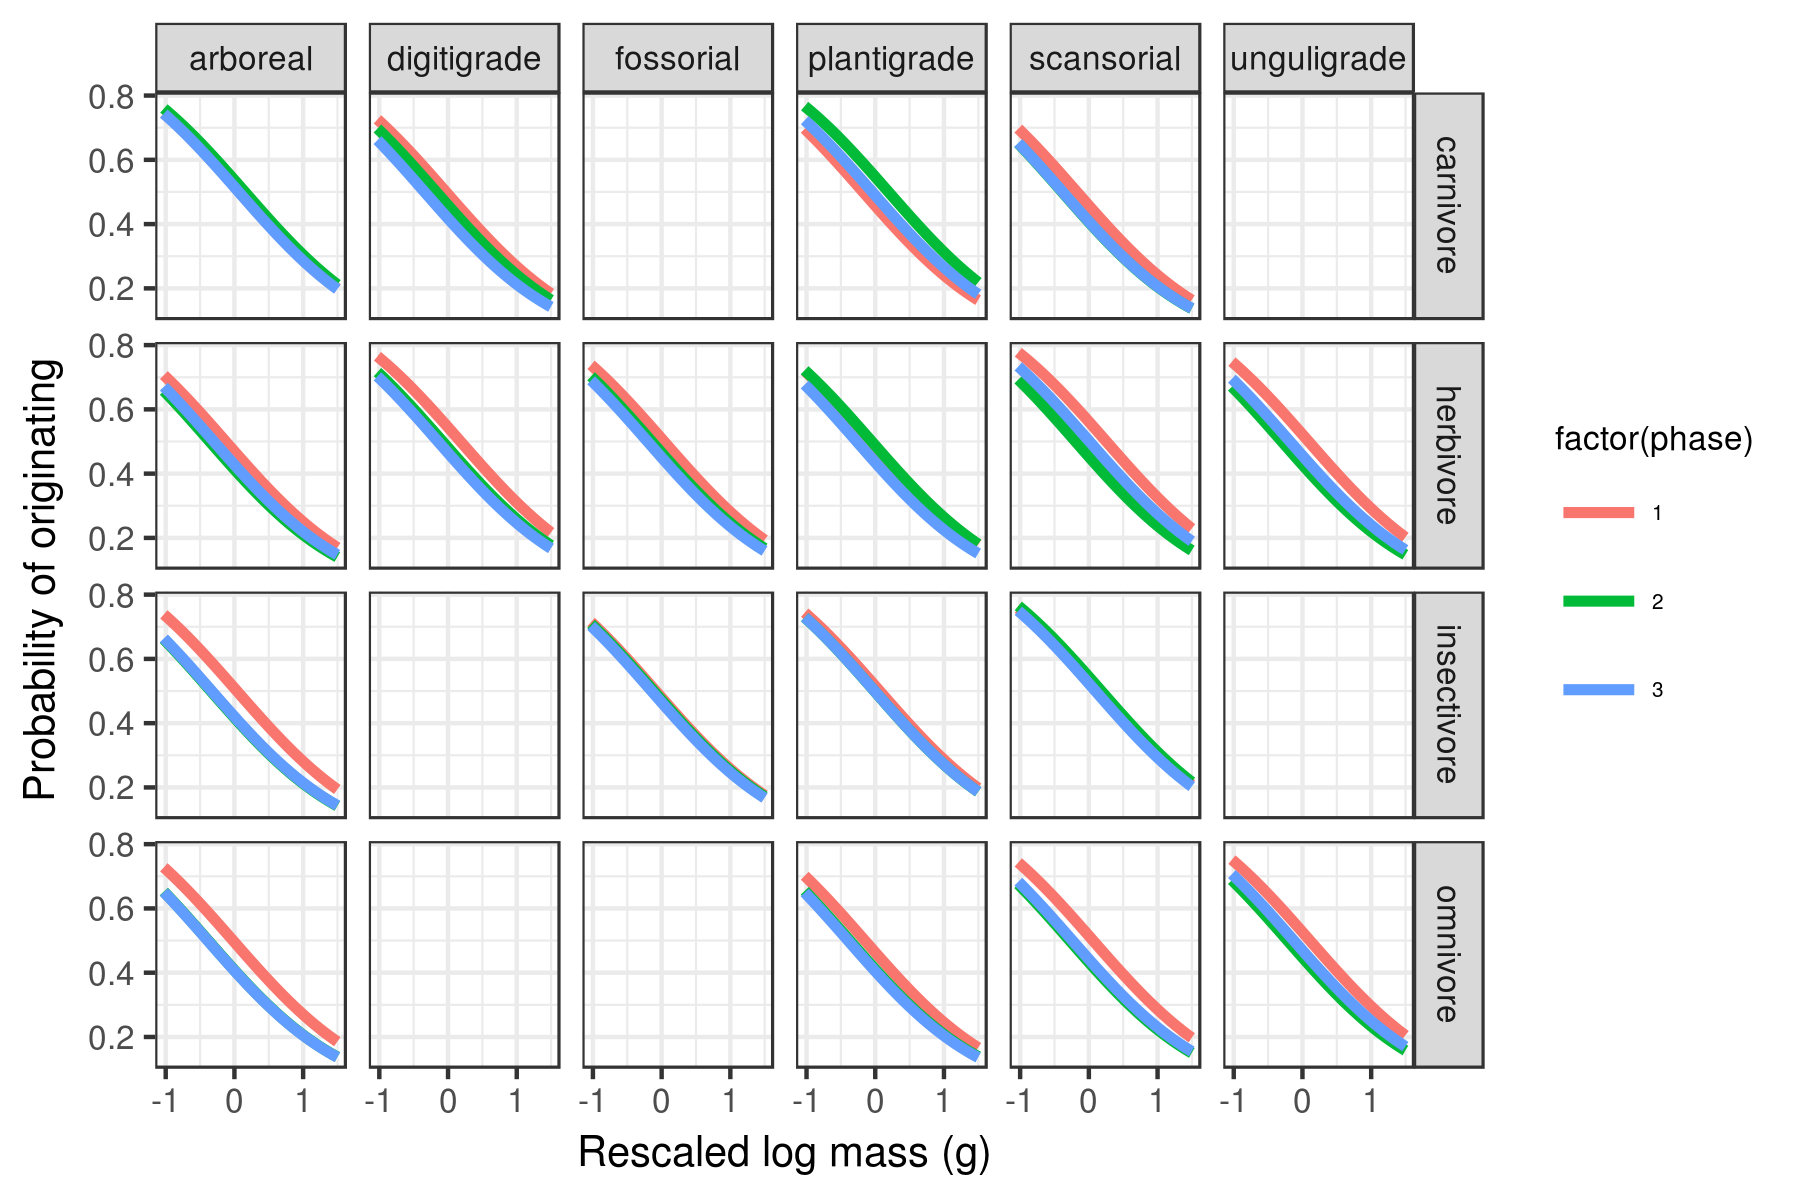 arboreal digitigrade fossorial plantigrade scansorial unguligrade
0.8
0.6
0.4
0.2
carnivore
0.8
0.6
0.4
0.2
herbivore
0.8
0.6
0.4
0.2
insectivore
0.8
0.6
0.4
0.2
omnivore
-1 0 1 -1 0 1 -1 0 1 -1 0 1 -1 0 1 -1 0 1
Rescaled log mass (g)
Probability of originating
factor(phase)
1
2
3